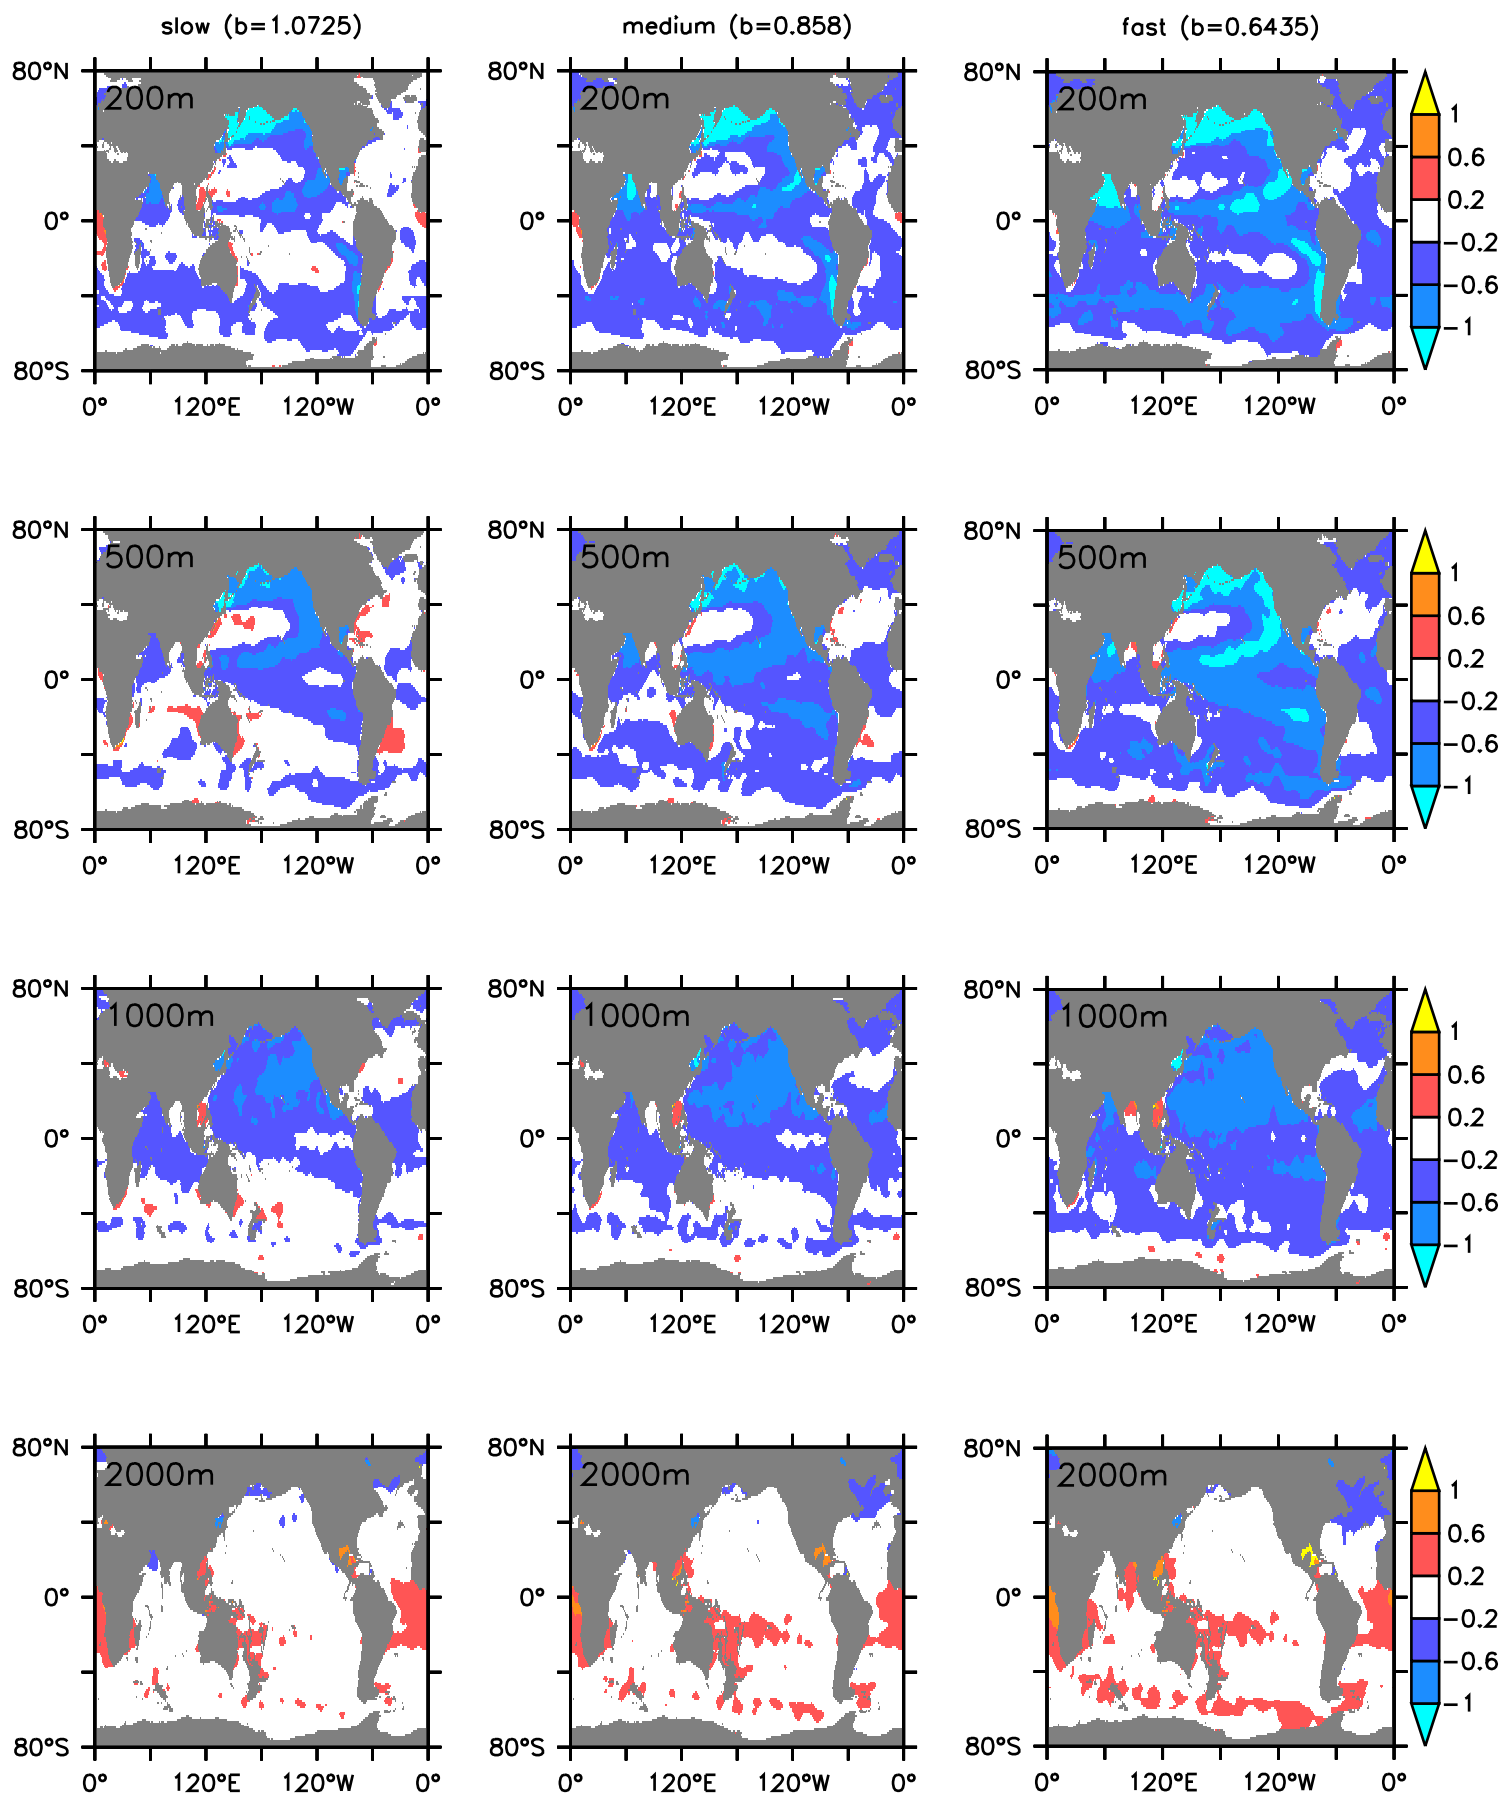 slow (b=1.0725) medium (b=0.858) fast (b=0.6435)
80°N 200m 80°N 200m 80°N 200m
1
0.6
0.2
0° 0° 0°
−0.2
−0.6
−1
80°S 80°S 80°S
0° 120°E 120°W 0° 0° 120°E 120°W 0° 0° 120°E 120°W 0°
80°N 500m 80°N 500m 80°N 500m
1
0.6
0.2
0° 0° 0°
−0.2
−0.6
−1
80°S 80°S 80°S
0° 120°E 120°W 0° 0° 120°E 120°W 0° 0° 120°E 120°W 0°
80°N 1000m 80°N 1000m 80°N 1000m
1
0.6
0.2
0° 0° 0°
−0.2
−0.6
−1
80°S 80°S 80°S
0° 120°E 120°W 0° 0° 120°E 120°W 0° 0° 120°E 120°W 0°
80°N 2000m 80°N 2000m 80°N 2000m
1
0.6
0.2
0° 0° 0°
−0.2
−0.6
−1
80°S 80°S 80°S
0° 120°E 120°W 0° 0° 120°E 120°W 0° 0° 120°E 120°W 0°